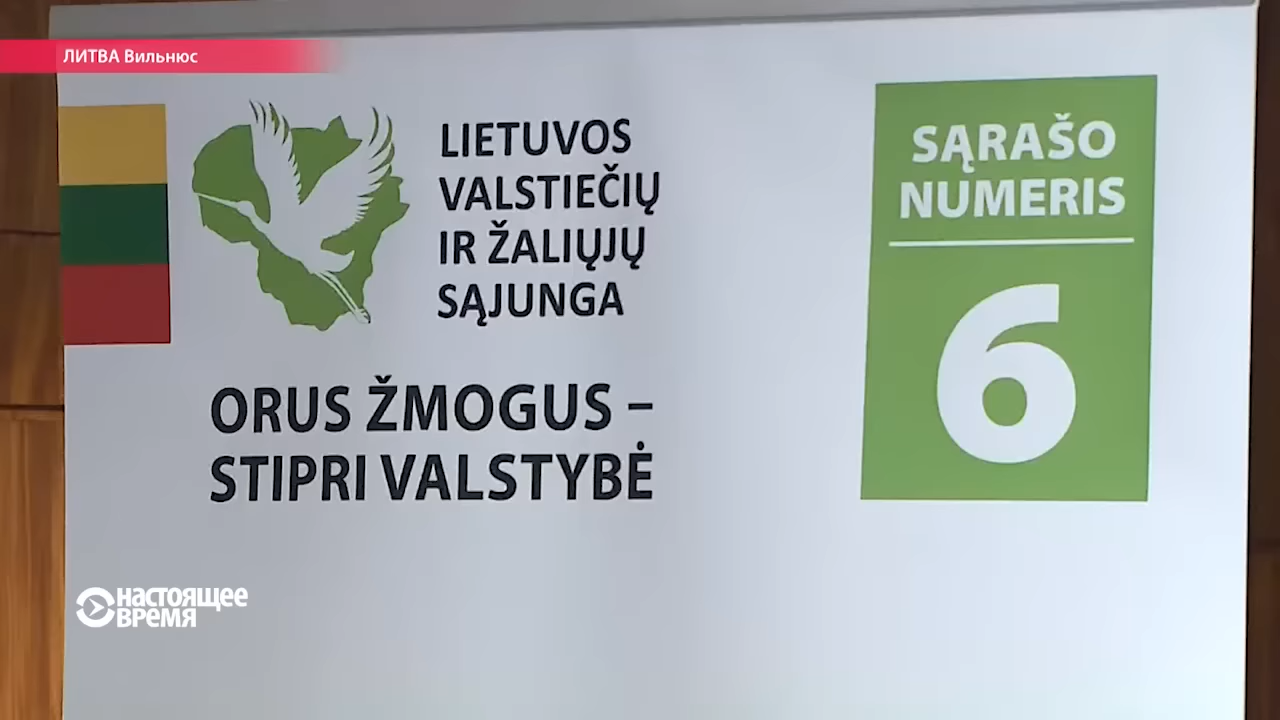 ЛИТВА Вильнюс
LIETUVOS
VALSTIEČIŲ
IR ŽALIŲJŲ
SĄJUNGA
SĄRAŠO
NUMERIS
6
ORUS ŽMOGUS –
STIPRI VALSTYBĖ
НАСТОЯЩЕЕ
ВРЕМЯ